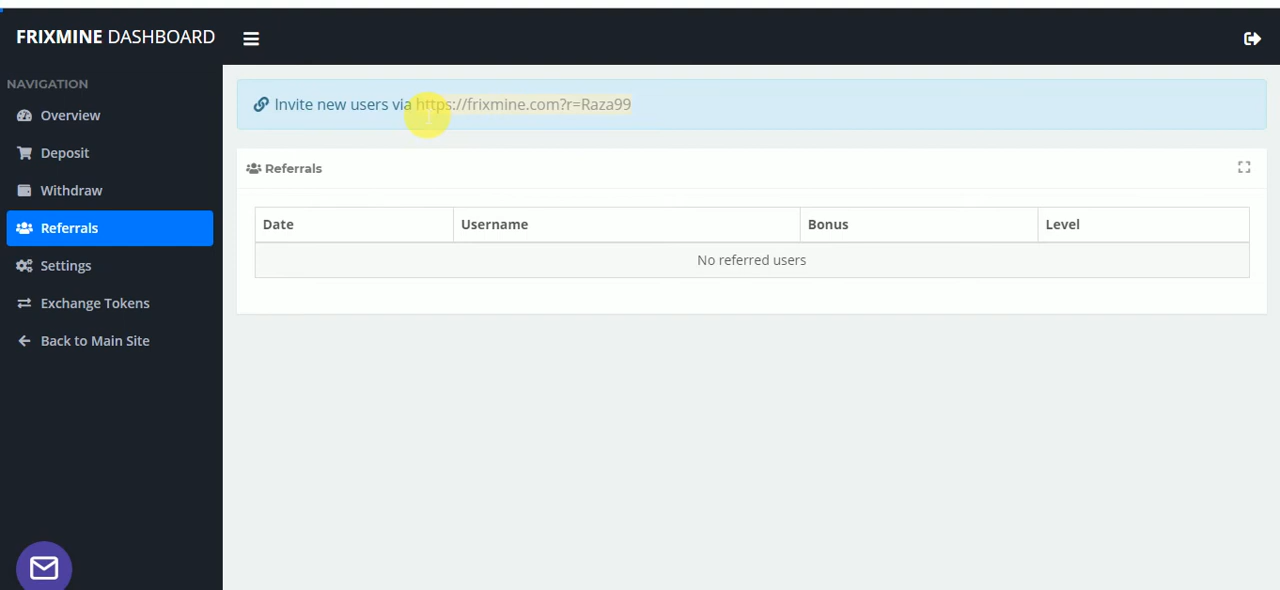 FRIXMINE DASHBOARD
NAVIGATION
Overview
Deposit
Withdraw
Referrals
Settings
Exchange Tokens
Back to Main Site
Invite new users via https://frixmine.com?r=Raza99
Referrals
Date Username Bonus Level
No referred users